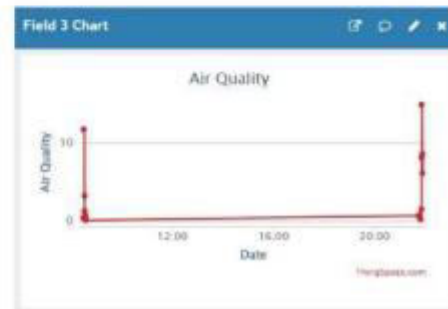 Field 3 Chart
Air Quality
Air Quality
10
0
12:00
16:00
20:00
Date
ThingSpeak.com